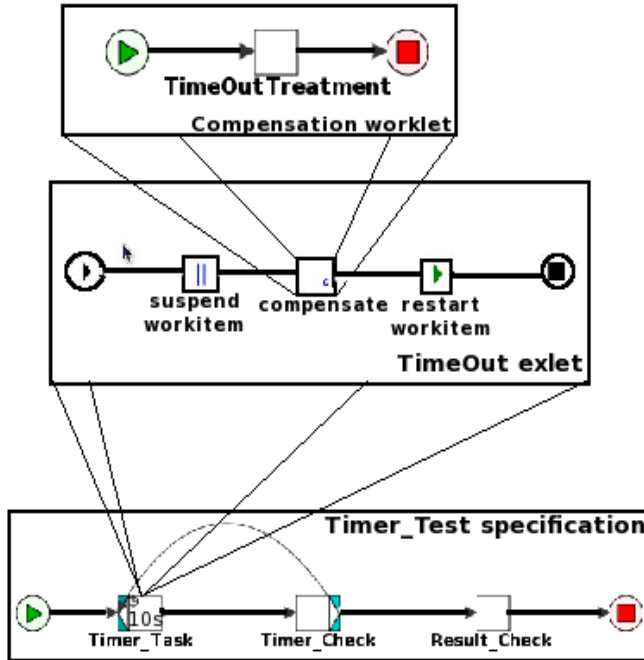 TimeOutTreatment
Compensation worklet
c
suspend compensate restart
workitem workitem
TimeOut exlet
Timer_Test specification
10s
Timer_Task Timer_Check Result_Check